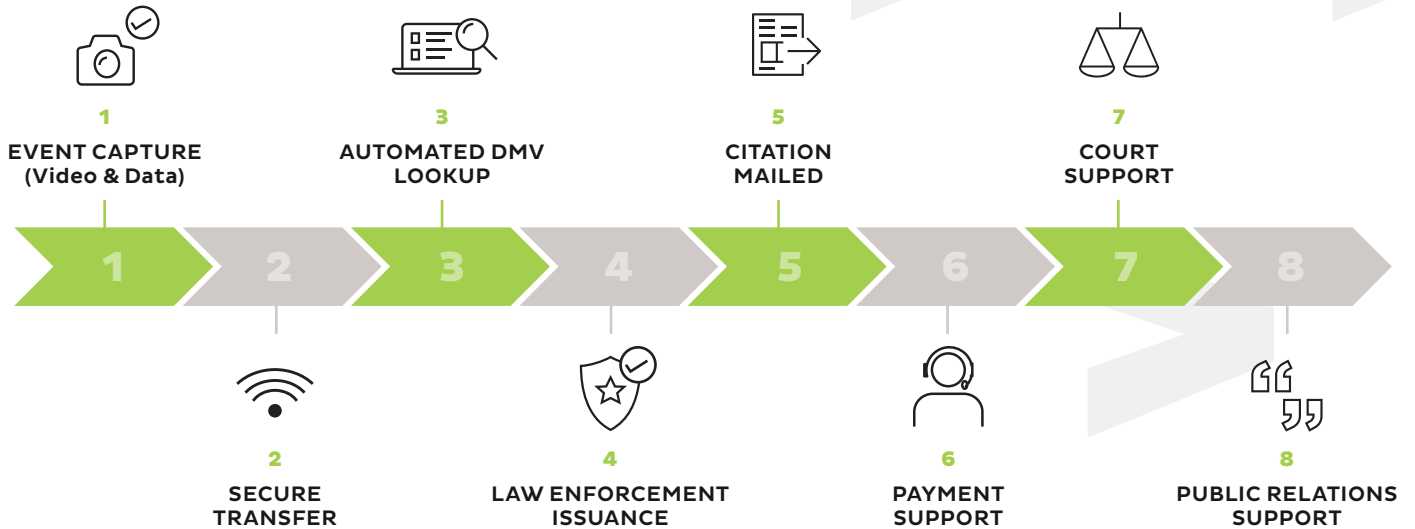 1
EVENT CAPTURE
(Video & Data)
3
AUTOMATED DMV
LOOKUP
5
CITATION
MAILED
7
COURT
SUPPORT
1
2
3
4
5
6
7
8
2
SECURE
TRANSFER
4
LAW ENFORCEMENT
ISSUANCE
6
PAYMENT
SUPPORT
8
PUBLIC RELATIONS
SUPPORT